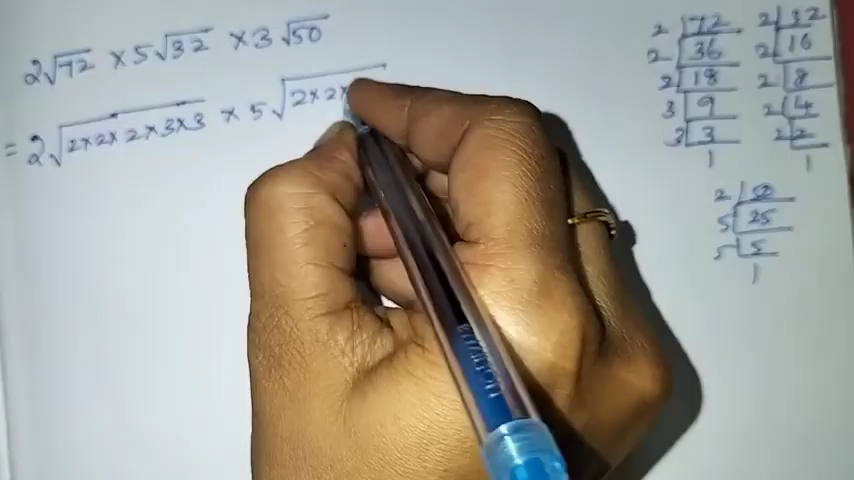 2√72 × 5√32 × 3√50
= 2√2×2×2×3×3 × 5√2×2×
2 | 72
2 | 36
2 | 18
3 | 9
3 | 3
1
2 | 32
2 | 16
2 | 8
2 | 4
2 | 2
1
2 | 50
5 | 25
5 | 5
1